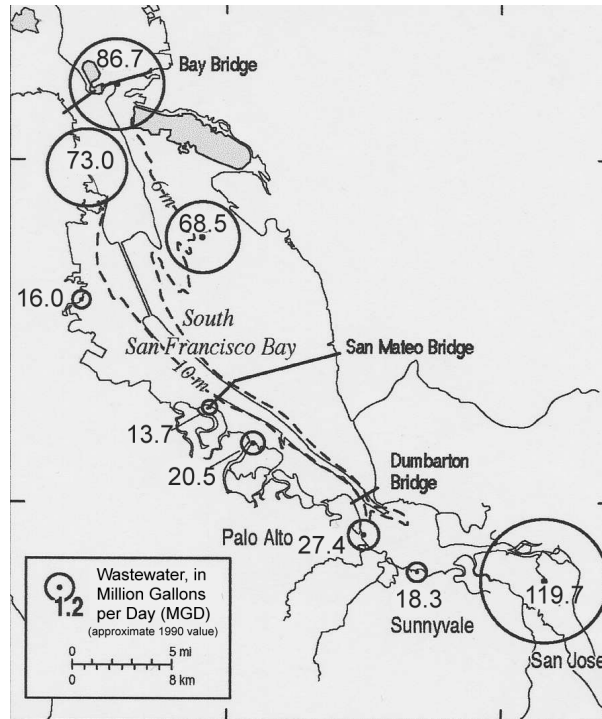 86.7
Bay Bridge
73.0
6-m
68.5
16.0
South
San Francisco Bay
San Mateo Bridge
10-m
13.7
20.5
Dumbarton
Bridge
Palo Alto
27.4
18.3
Sunnyvale
119.7
San Jose
1.2
Wastewater, in
Million Gallons
per Day (MGD)
(approximate 1990 value)
0 5 mi
0 8 km